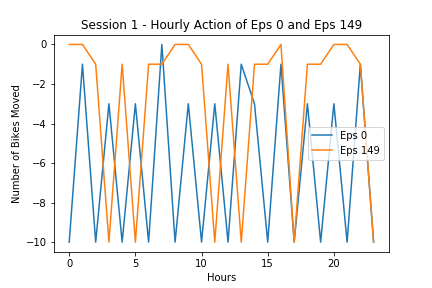 Session 1 - Hourly Action of Eps 0 and Eps 149
Number of Bikes Moved
0
−2
−4
−6
−8
−10
Eps 0
Eps 149
0 5 10 15 20
Hours